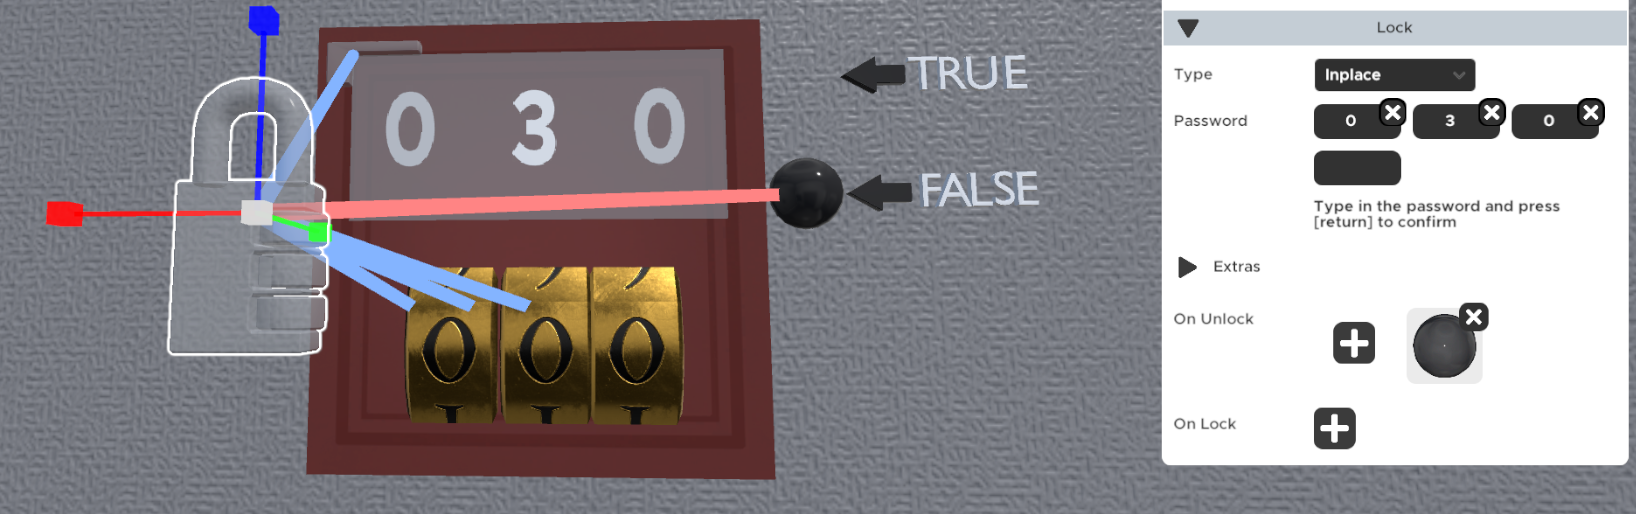 0 3 0
TRUE
FALSE
0 0 0
Lock
Type
Inplace
Password
0
3
0
Type in the password and press
[return] to confirm
Extras
On Unlock
On Lock